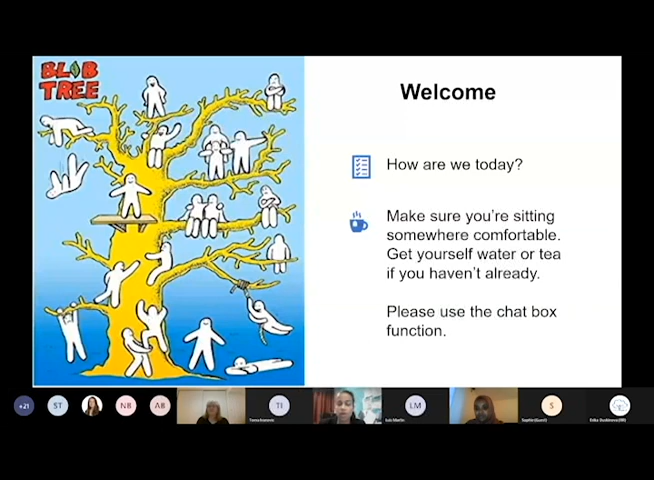 BLOB
TREE
Welcome
How are we today?
Make sure you're sitting
somewhere comfortable.
Get yourself water or tea
if you haven't already.
Please use the chat box
function.
+21
ST
NB
AB
TI
LM
S